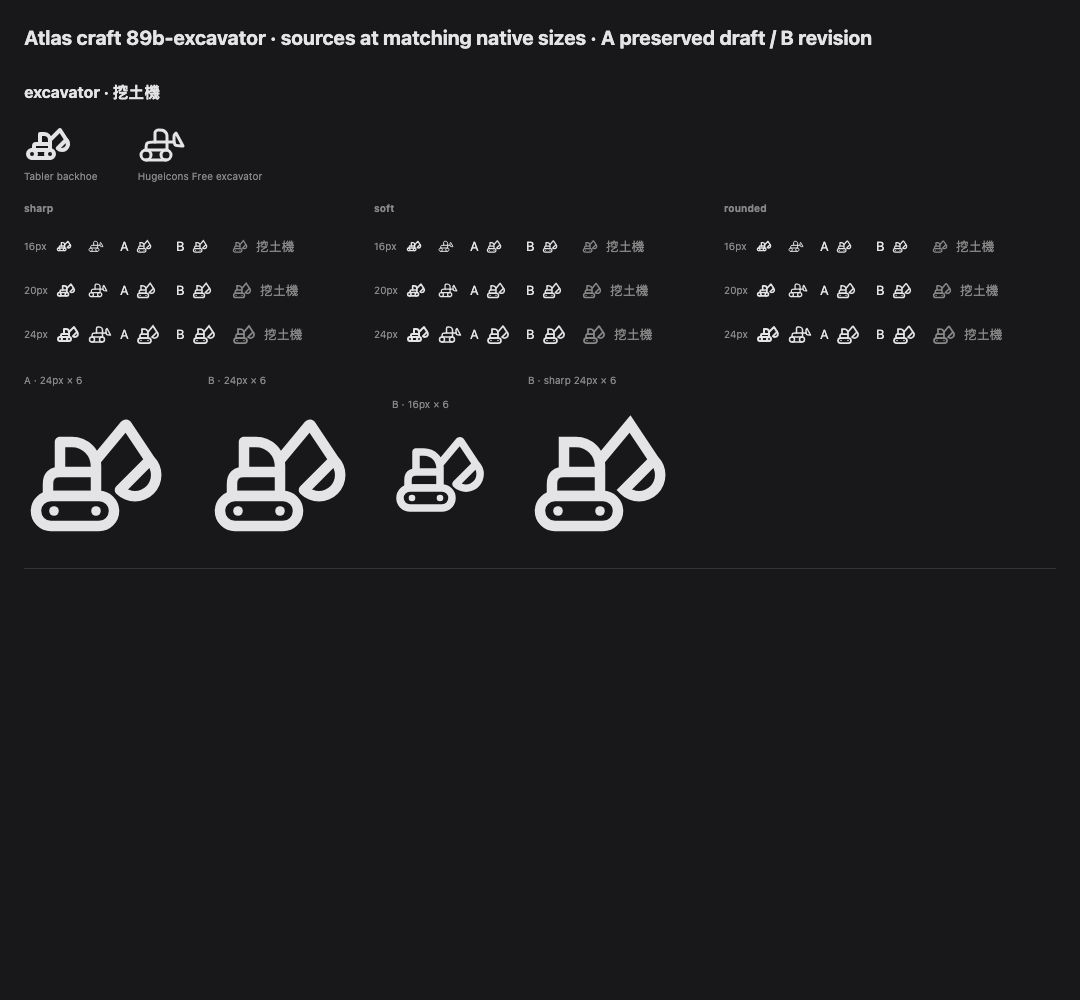 Atlas craft 89b-excavator · sources at matching native sizes · A preserved draft / B revision
excavator · 挖土機
Tabler backhoe
Hugeicons Free excavator
sharp
soft
rounded
16px A B 挖土機
16px A B 挖土機
16px A B 挖土機
20px A B 挖土機
20px A B 挖土機
20px A B 挖土機
24px A B 挖土機
24px A B 挖土機
24px A B 挖土機
A · 24px × 6
B · 24px × 6
B · 16px × 6
B · sharp 24px × 6